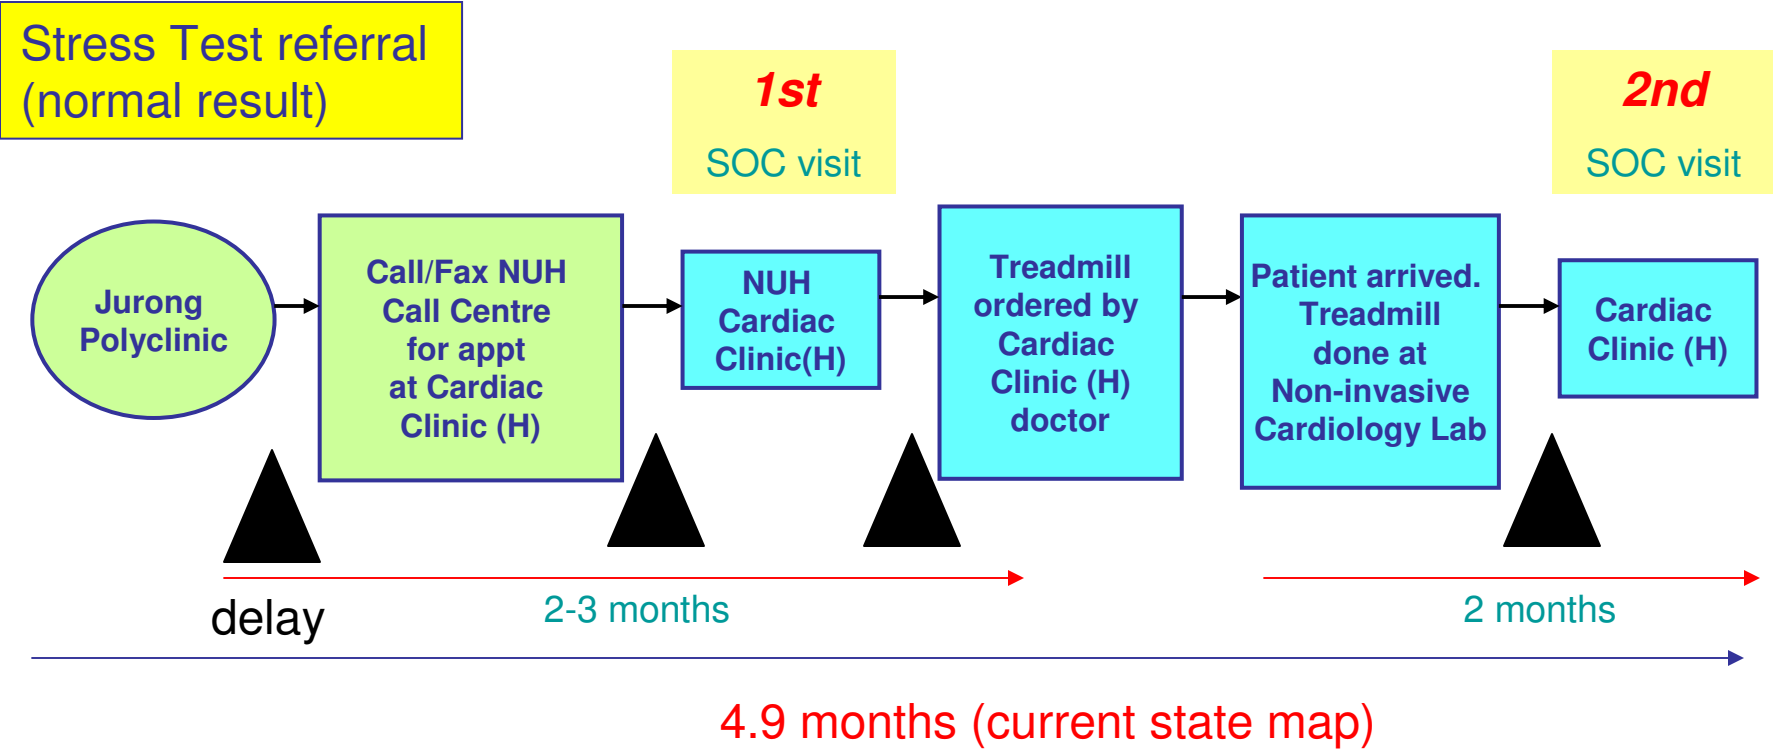 Stress Test referral
(normal result)
1st
SOC visit
2nd
SOC visit
Jurong
Polyclinic
Call/Fax NUH
Call Centre
for appt
at Cardiac
Clinic (H)
NUH
Cardiac
Clinic(H)
Treadmill
ordered by
Cardiac
Clinic (H)
doctor
Patient arrived.
Treadmill
done at
Non-invasive
Cardiology Lab
Cardiac
Clinic (H)
delay
2-3 months
2 months
4.9 months (current state map)